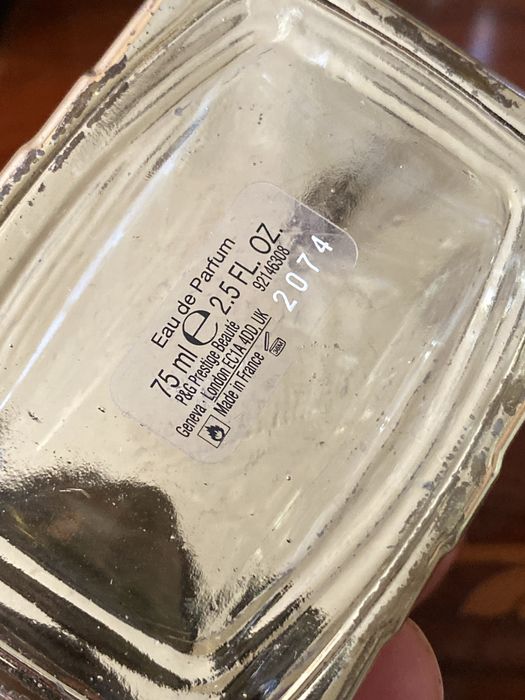 Eau de Parfum
75 ml e 2.5 FL. OZ.
P&G Prestige Beauté 92146308
Geneva · London EC1A 4DD UK
Made in France
2074